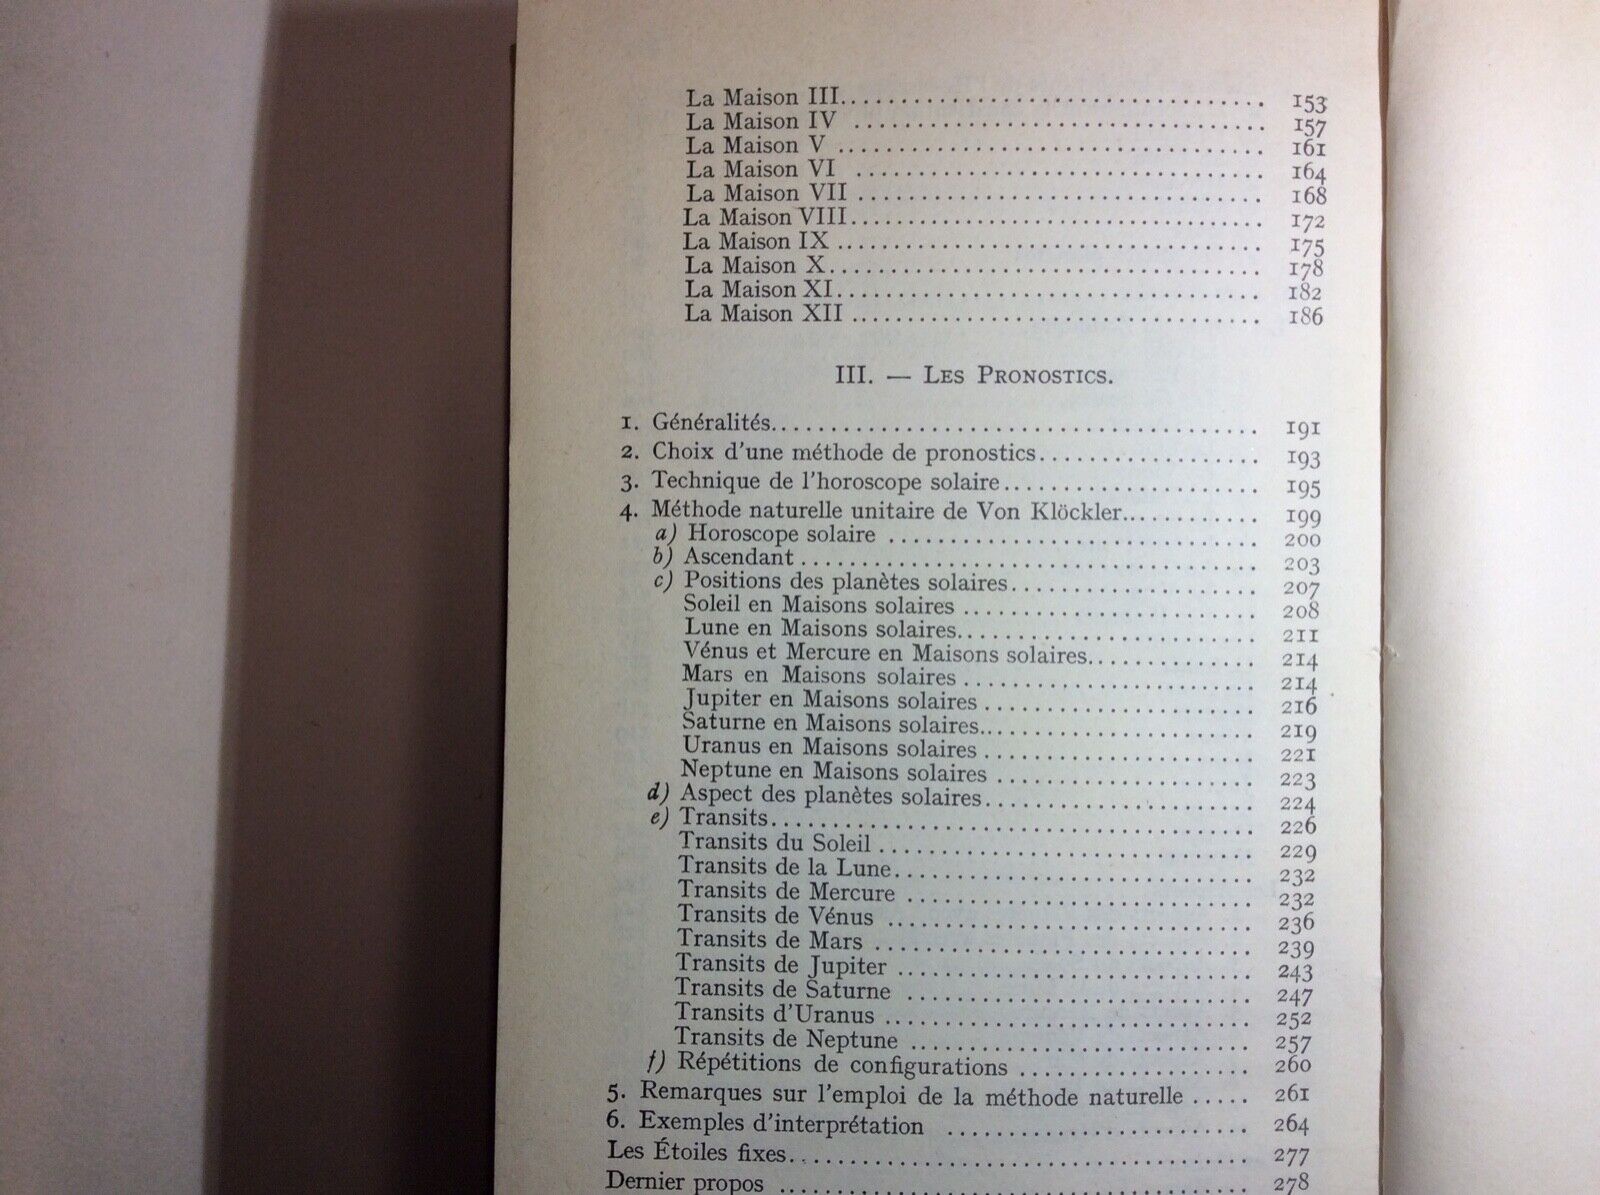 La Maison III........................................ 153
La Maison IV ........................................ 157
La Maison V ........................................ 161
La Maison VI ........................................ 164
La Maison VII ........................................ 168
La Maison VIII........................................ 172
La Maison IX ........................................ 175
La Maison X........................................ 178
La Maison XI........................................ 182
La Maison XII ........................................ 186
III. — Les Pronostics.
1. Généralités........................................ 191
2. Choix d'une méthode de pronostics.................. 193
3. Technique de l'horoscope solaire..................... 195
4. Méthode naturelle unitaire de Von Klöckler............ 199
a) Horoscope solaire .............................. 200
b) Ascendant ..................................... 203
c) Positions des planètes solaires.................... 207
Soleil en Maisons solaires ........................ 208
Lune en Maisons solaires........................ 211
Vénus et Mercure en Maisons solaires.............. 214
Mars en Maisons solaires ........................ 214
Jupiter en Maisons solaires ...................... 216
Saturne en Maisons solaires...................... 219
Uranus en Maisons solaires ...................... 221
Neptune en Maisons solaires ..................... 223
d) Aspect des planètes solaires...................... 224
e) Transits....................................... 226
Transits du Soleil .............................. 229
Transits de la Lune............................. 232
Transits de Mercure ............................ 232
Transits de Vénus .............................. 236
Transits de Mars ............................... 239
Transits de Jupiter ............................. 243
Transits de Saturne ............................ 247
Transits d'Uranus .............................. 252
Transits de Neptune ............................ 257
f) Répétitions de configurations ................... 260
5. Remarques sur l'emploi de la méthode naturelle ..... 261
6. Exemples d'interprétation ......................... 264
Les Étoiles fixes..................................... 277
Dernier propos ..................................... 278